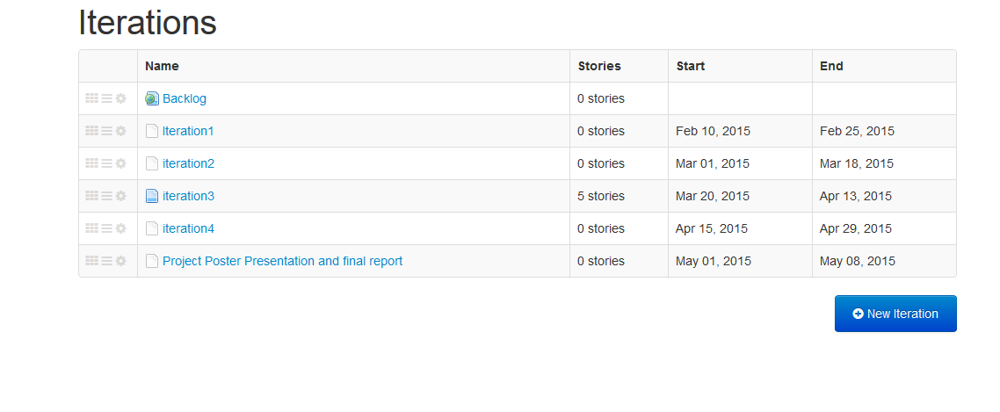 Iterations
Name Stories Start End
Backlog 0 stories
Iteration1 0 stories Feb 10, 2015 Feb 25, 2015
iteration2 0 stories Mar 01, 2015 Mar 18, 2015
iteration3 5 stories Mar 20, 2015 Apr 13, 2015
iteration4 0 stories Apr 15, 2015 Apr 29, 2015
Project Poster Presentation and final report 0 stories May 01, 2015 May 08, 2015
New Iteration